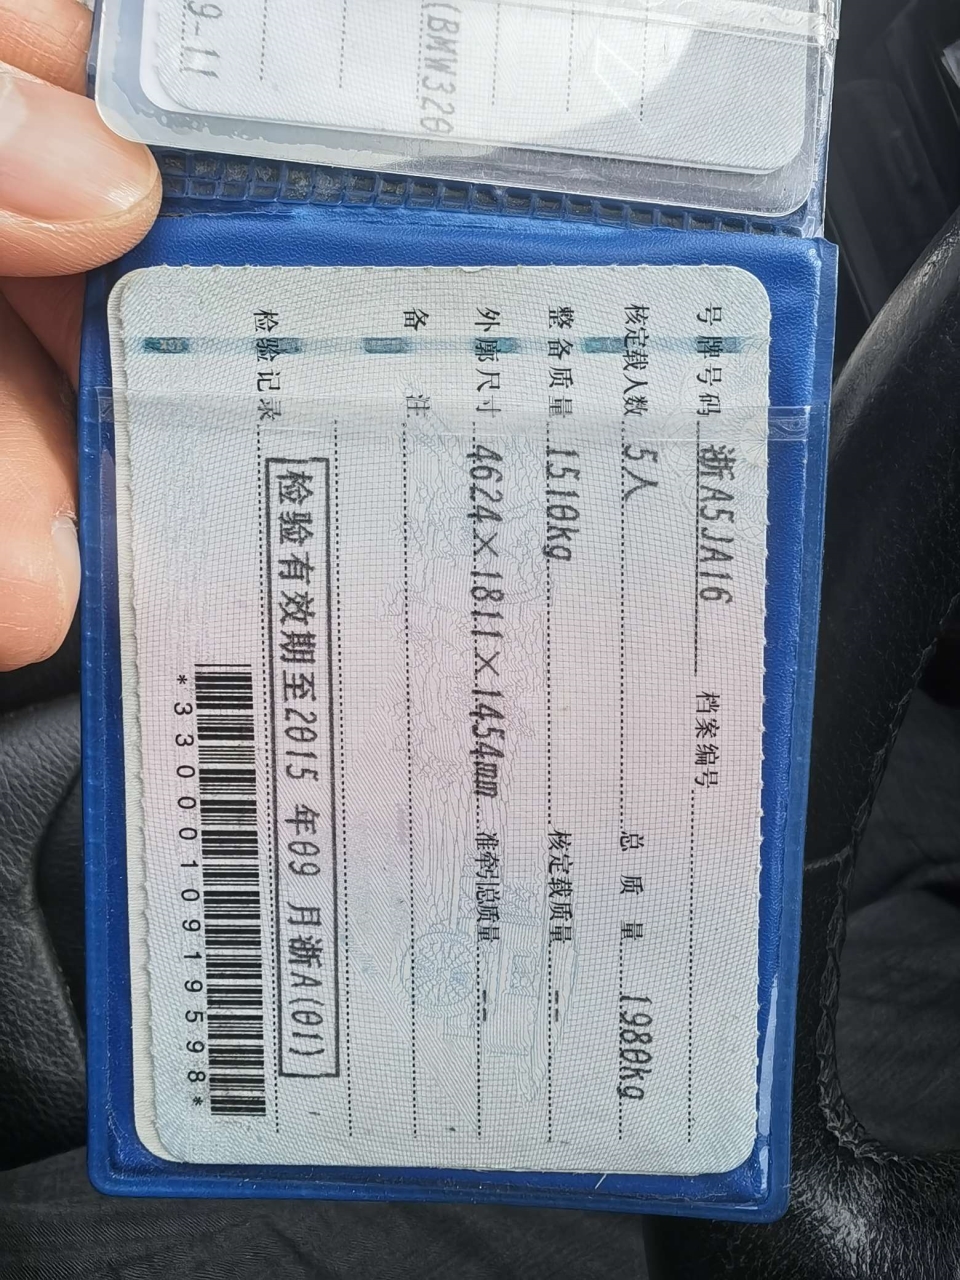 号牌号码 浙A5JA16 档案编号
核定载人数 5人 总质量 1980kg
整备质量 1510kg 核定载质量 --
外廓尺寸 4624×1811×1454mm 准牵引总质量 --
备注
检验记录
检验有效期至2015年09月浙A(01)
*3300010919598*
(BMW320
9-11